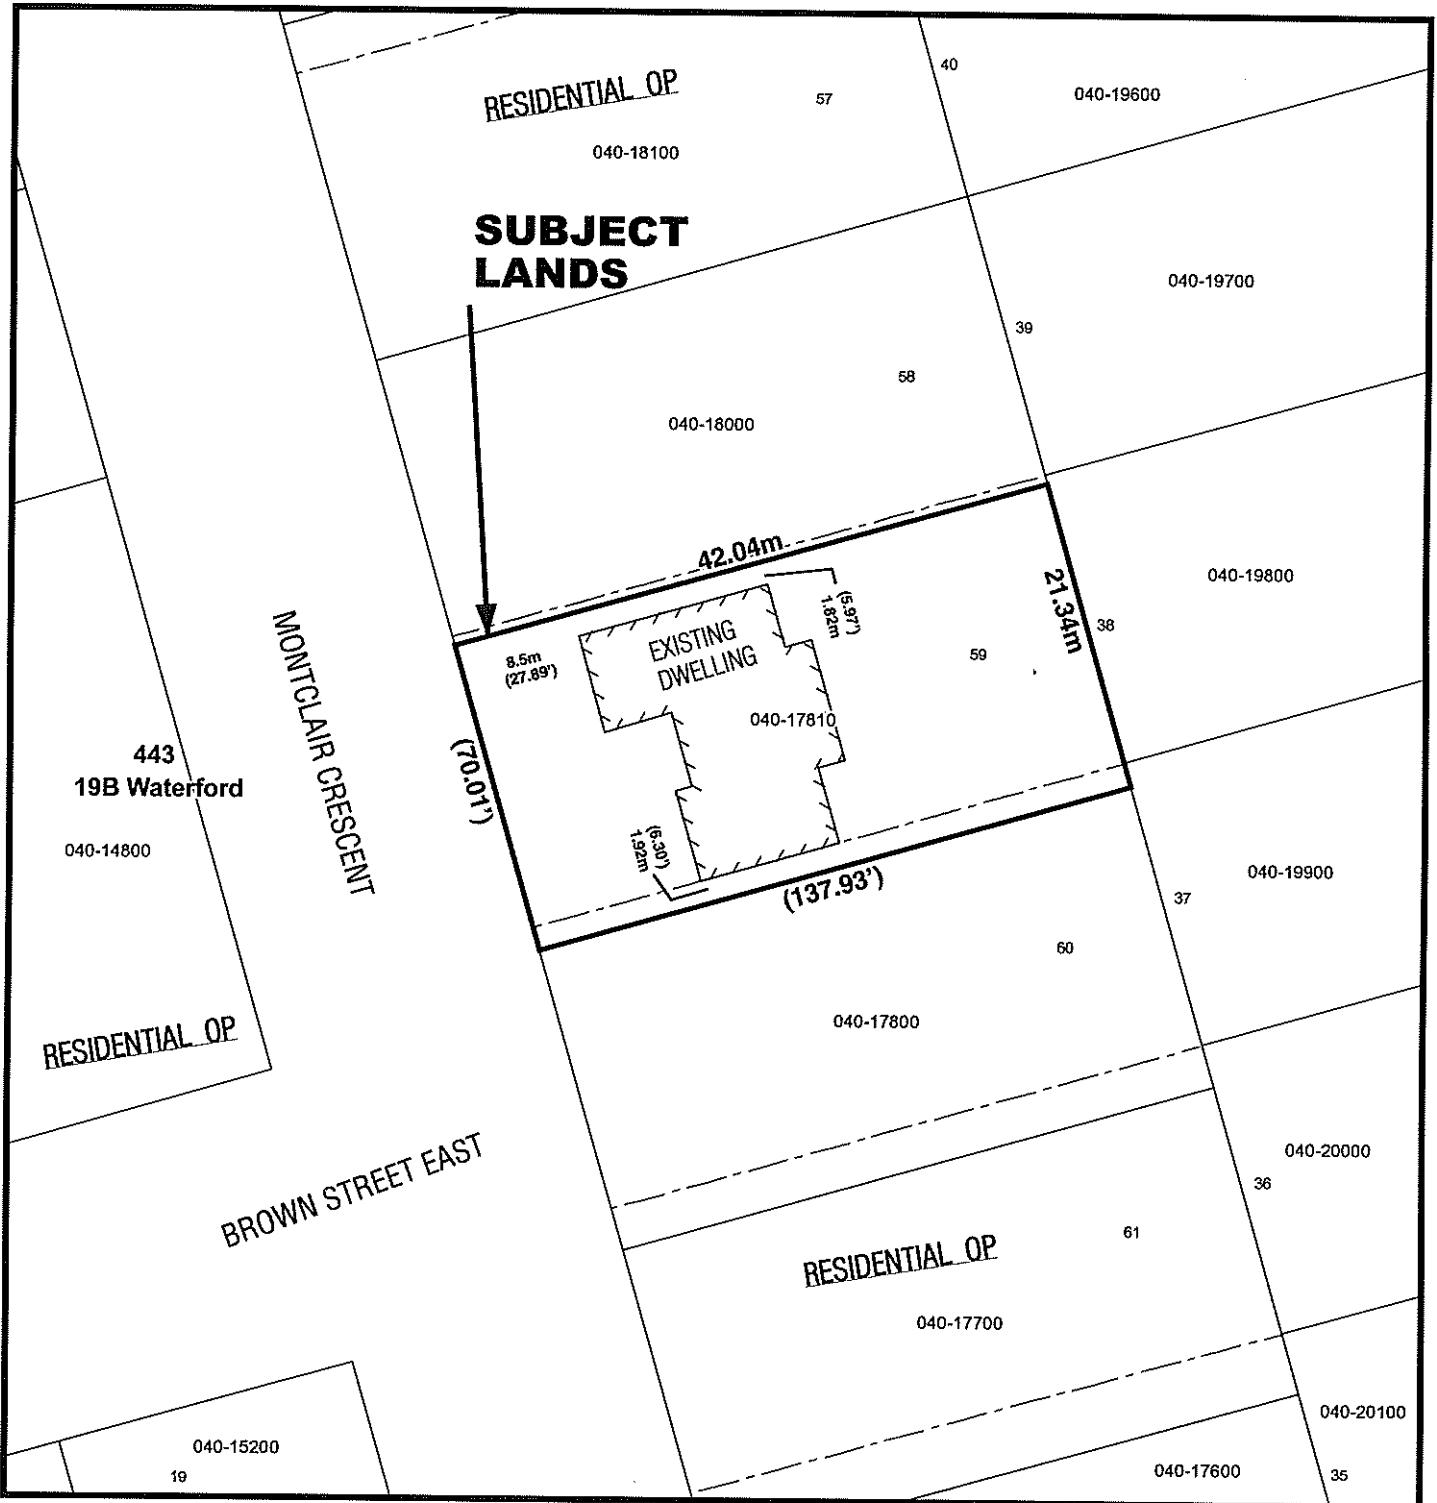 40
RESIDENTIAL OP
57
040-19600
040-18100
SUBJECT
LANDS
040-19700
39
58
040-18000
42.04m
21.34m
040-19800
(5.97')
1.82m
38
EXISTING
DWELLING
59
8.5m
(27.89')
040-17810
MONTCLAIR CRESCENT
(70.01')
443
19B Waterford
040-14800
(6.30')
1.92m
(137.93')
040-19900
37
60
040-17800
RESIDENTIAL OP
BROWN STREET EAST
040-20000
36
61
RESIDENTIAL OP
040-17700
040-20100
040-15200
19
040-17600
35